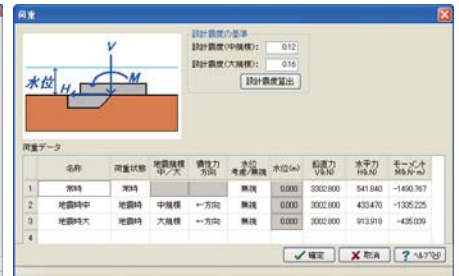 荷重
設計震度の基準
設計震度(中規模): 0.12
設計震度(大規模): 0.16
設計震度算出
V
水位
H
M
荷重データ
名称 荷重状態 地震規模 中/大 慣性力 方向 水位 考慮/無視 水位(m) 鉛直力 V(kN) 水平力 H(kN) モーメント M(kN・m)
1 常時 常時 無視 0.000 3302.800 541.840 -1490.767
2 地震時中 地震時 中規模 ←方向 無視 0.000 3002.800 433.470 -1335.225
3 地震時大 地震時 大規模 ←方向 無視 0.000 3002.800 913.918 -435.039
4
確定 取消 ? ヘルプ(H)